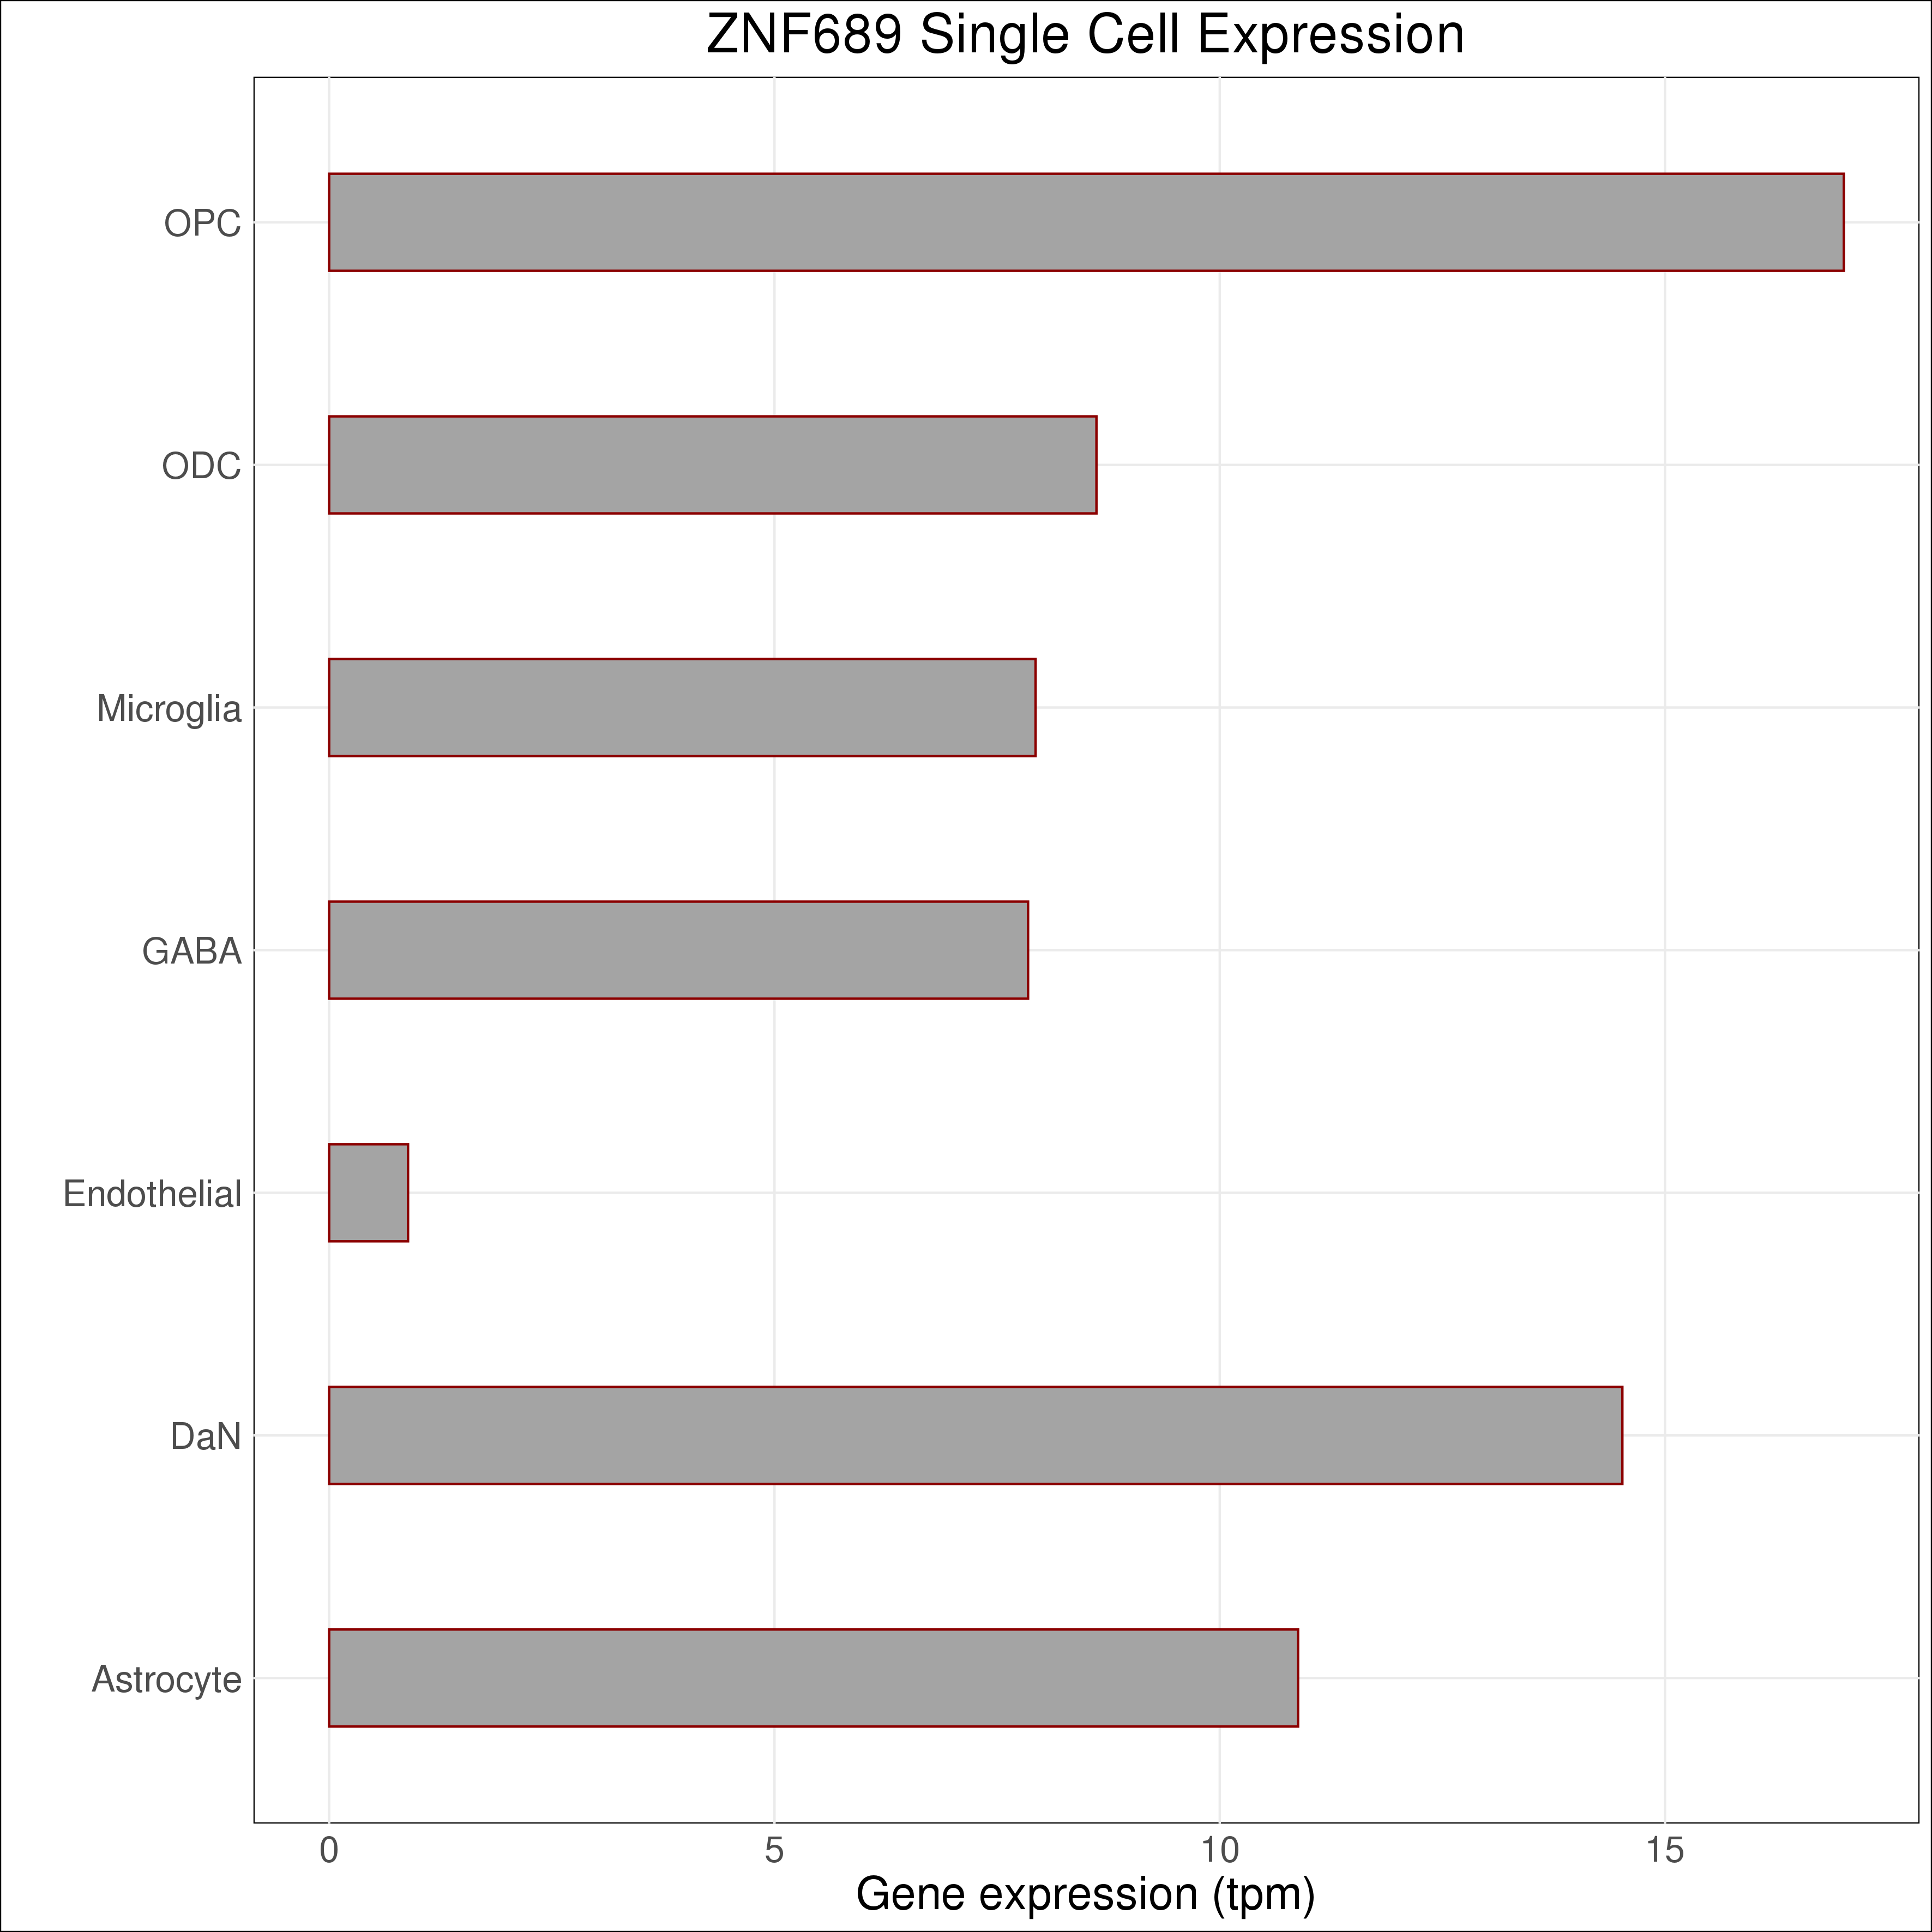 ZNF689 Single Cell Expression
OPC
ODC
Microglia
GABA
Endothelial
DaN
Astrocyte
0 5 10 15
Gene expression (tpm)